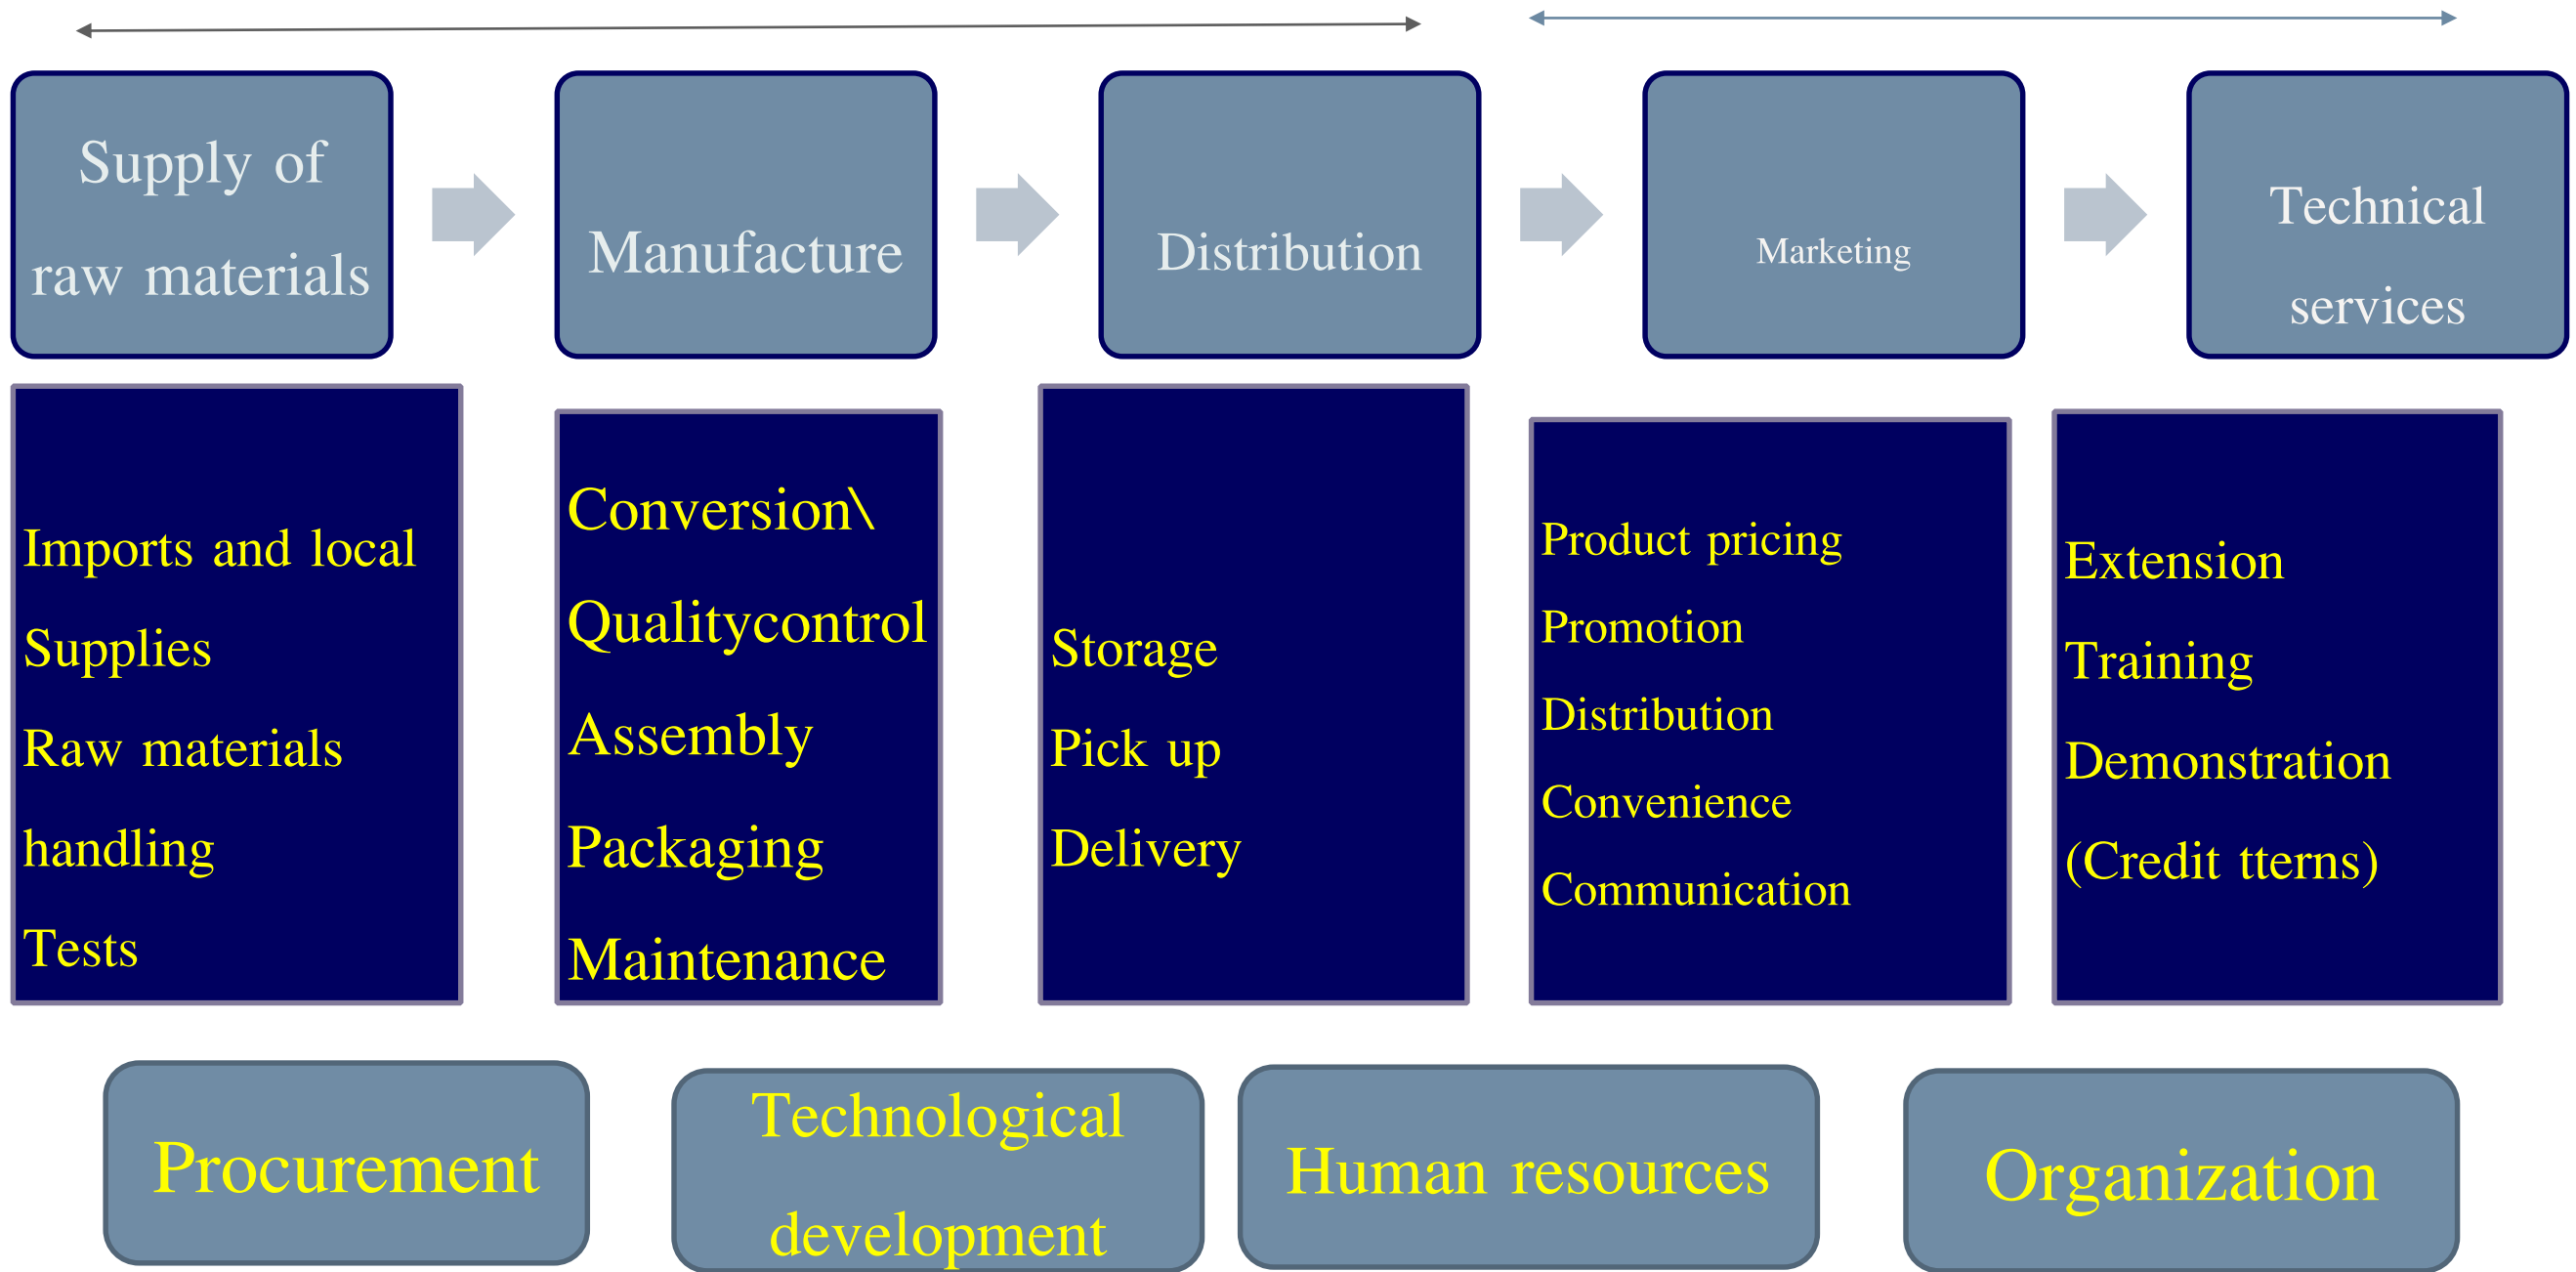 Supply of
raw materials
Manufacture
Distribution
Marketing
Technical
services
Imports and local
Supplies
Raw materials
handling
Tests
Conversion\
Qualitycontrol
Assembly
Packaging
Maintenance
Storage
Pick up
Delivery
Product pricing
Promotion
Distribution
Convenience
Communication
Extension
Training
Demonstration
(Credit tterns)
Procurement
Technological
development
Human resources
Organization